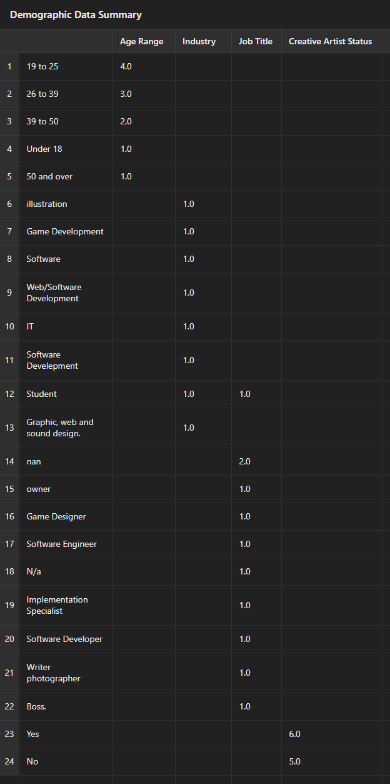 Demographic Data Summary
Age Range Industry Job Title Creative Artist Status
1 19 to 25 4.0
2 26 to 39 3.0
3 39 to 50 2.0
4 Under 18 1.0
5 50 and over 1.0
6 illustration 1.0
7 Game Development 1.0
8 Software 1.0
9 Web/Software
Development 1.0
10 IT 1.0
11 Software
Develepment 1.0
12 Student 1.0 1.0
13 Graphic, web and
sound design. 1.0
14 nan 2.0
15 owner 1.0
16 Game Designer 1.0
17 Software Engineer 1.0
18 N/a 1.0
19 Implementation
Specialist 1.0
20 Software Developer 1.0
21 Writer
photographer 1.0
22 Boss. 1.0
23 Yes 6.0
24 No 5.0